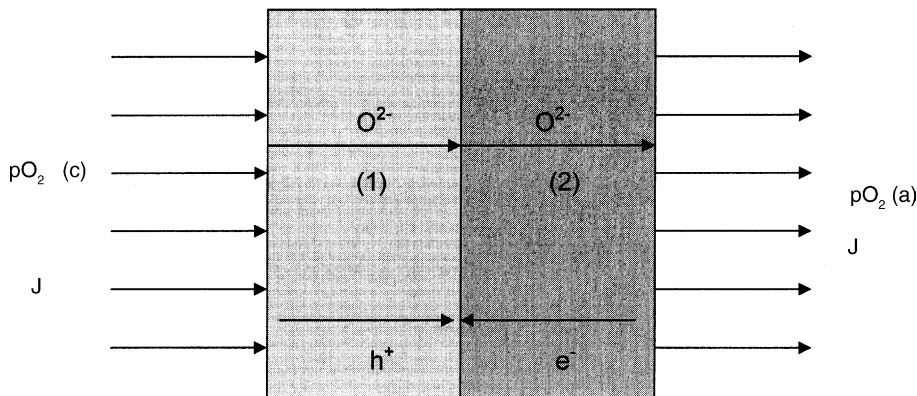 O²⁻
O²⁻
pO₂ (c)
(1)
(2)
pO₂ (a)
J
J
h⁺
e⁻